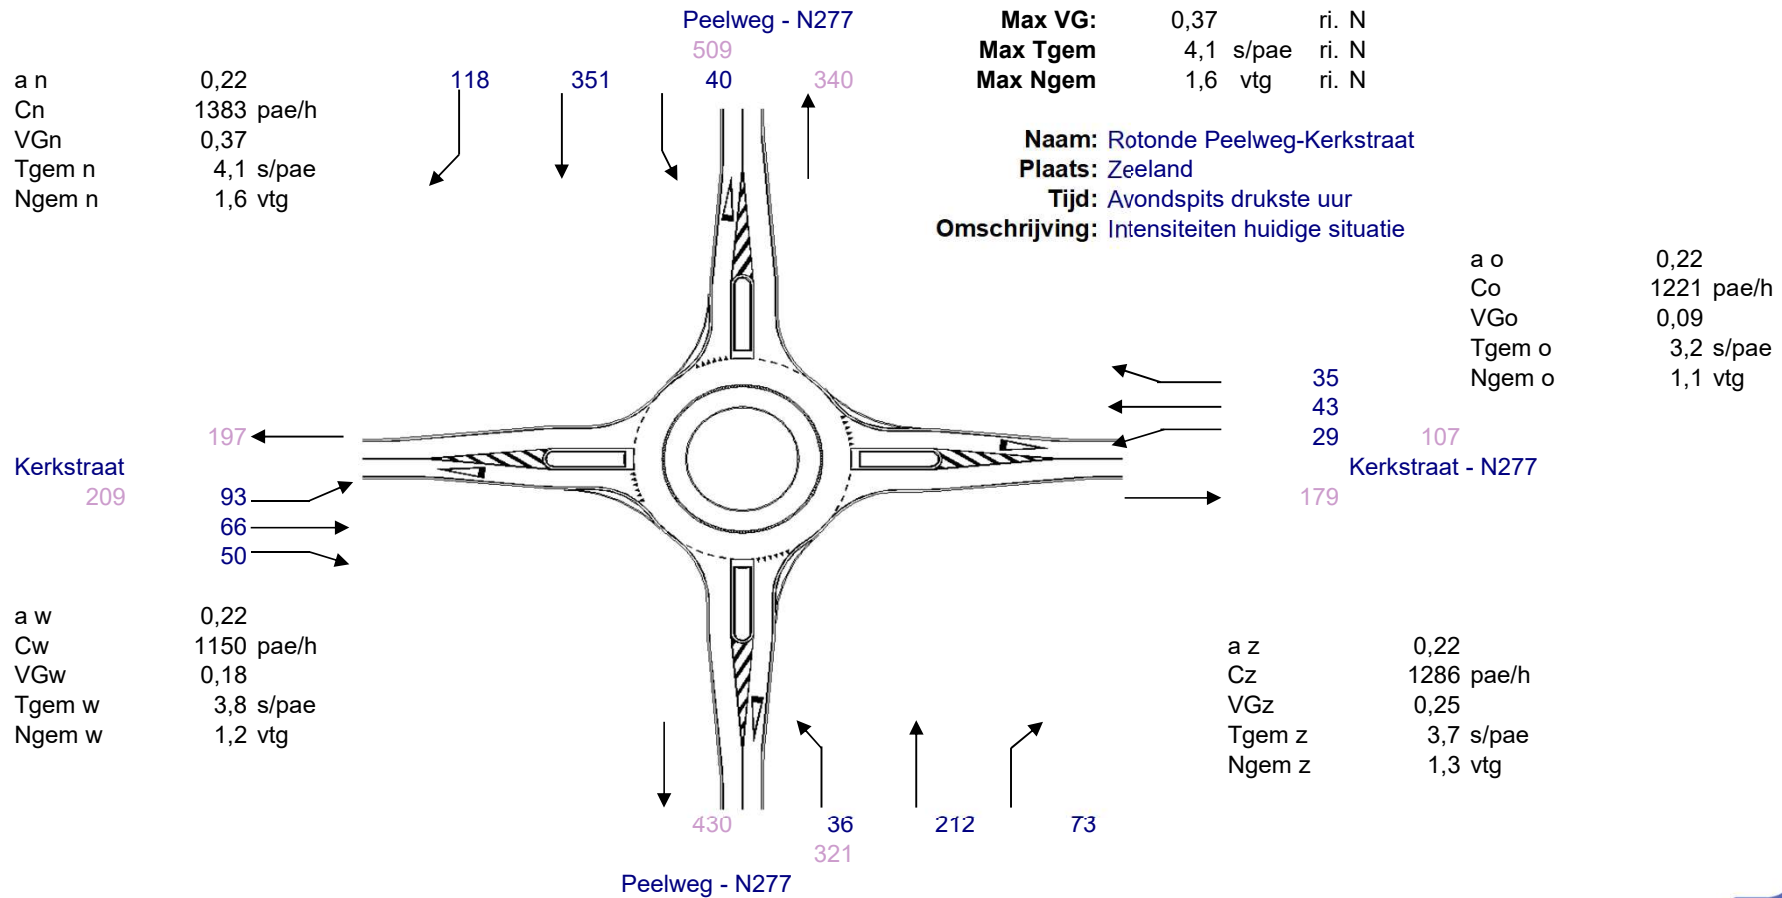 Peelweg - N277
509
118 351 40 340
a n 0,22
Cn 1383 pae/h
VGn 0,37
Tgem n 4,1 s/pae
Ngem n 1,6 vtg
Max VG: 0,37 ri. N
Max Tgem 4,1 s/pae ri. N
Max Ngem 1,6 vtg ri. N
Naam: Rotonde Peelweg-Kerkstraat
Plaats: Zeeland
Tijd: Avondspits drukste uur
Omschrijving: Intensiteiten huidige situatie
a o 0,22
Co 1221 pae/h
VGo 0,09
Tgem o 3,2 s/pae
Ngem o 1,1 vtg
35
43
29 107
Kerkstraat - N277
179
197
Kerkstraat
209 93
66
50
a w 0,22
Cw 1150 pae/h
VGw 0,18
Tgem w 3,8 s/pae
Ngem w 1,2 vtg
a z 0,22
Cz 1286 pae/h
VGz 0,25
Tgem z 3,7 s/pae
Ngem z 1,3 vtg
430 36 212 73
321
Peelweg - N277